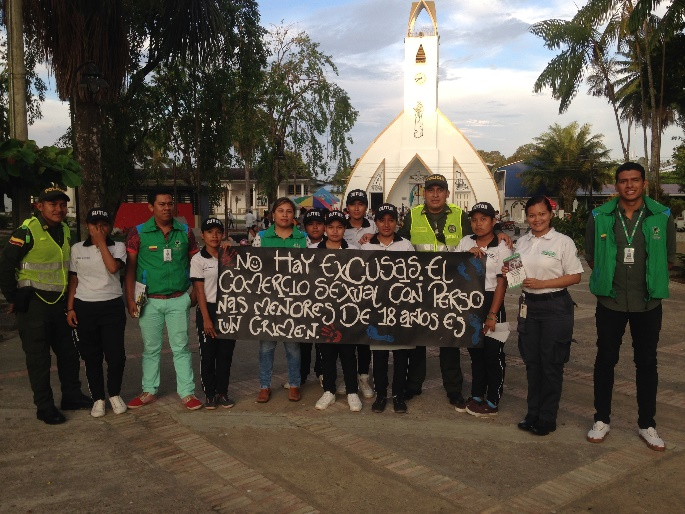 NO HAY EXCUSAS. EL
COMERCIO SEXUAL CON PERSO
NAS MENORES DE 18 AÑOS ES
UN CRIMEN.